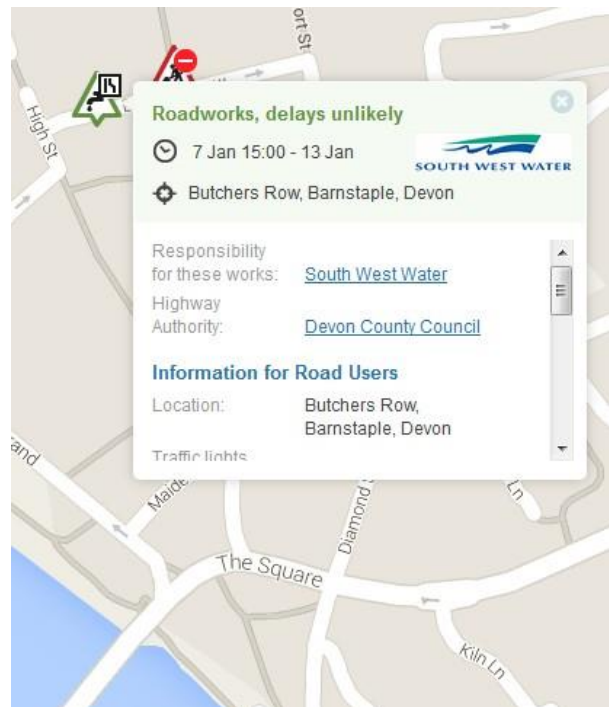 ort St
High St
Roadworks, delays unlikely
7 Jan 15:00 - 13 Jan
SOUTH WEST WATER
Butchers Row, Barnstaple, Devon
Responsibility
for these works: South West Water
Highway
Authority: Devon County Council
Information for Road Users
Location: Butchers Row,
Barnstaple, Devon
Traffic lights
and
Maide
Diamond
Ln
The Square
Kiln Ln